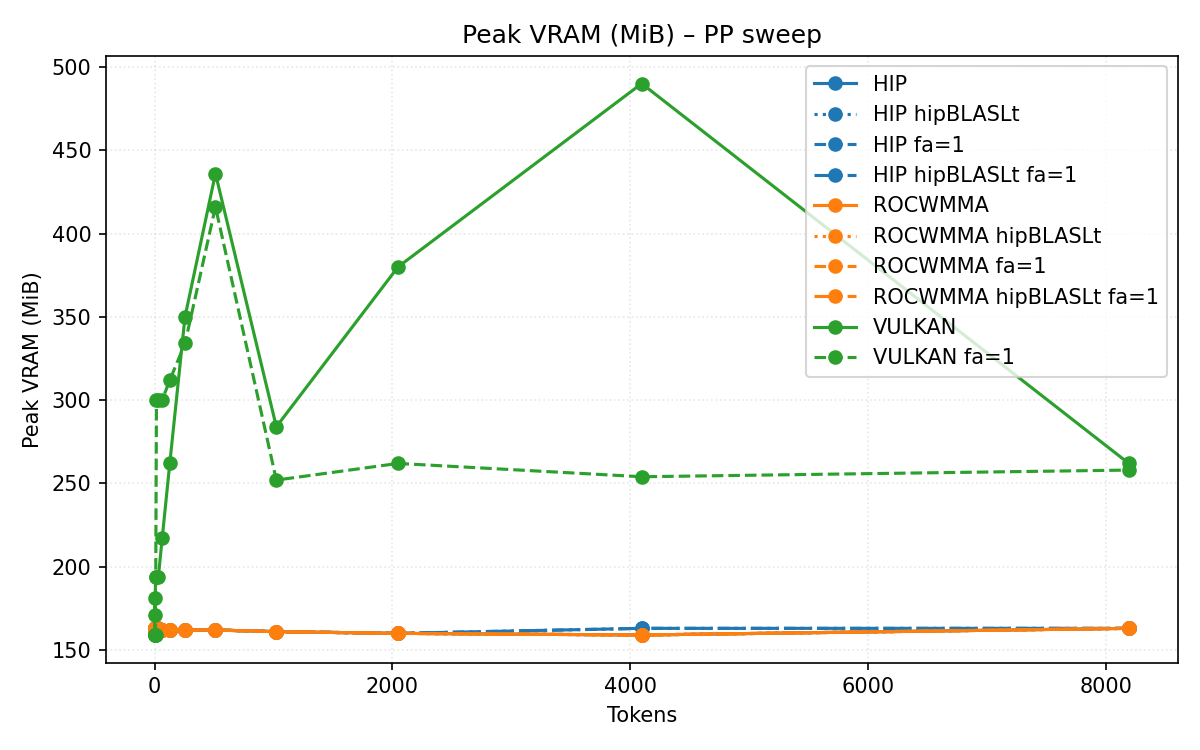 Peak VRAM (MiB) – PP sweep
500
450
400
350
300
250
200
150
Peak VRAM (MiB)
HIP
HIP hipBLASLt
HIP fa=1
HIP hipBLASLt fa=1
ROCWMMA
ROCWMMA hipBLASLt
ROCWMMA fa=1
ROCWMMA hipBLASLt fa=1
VULKAN
VULKAN fa=1
0 2000 4000 6000 8000
Tokens